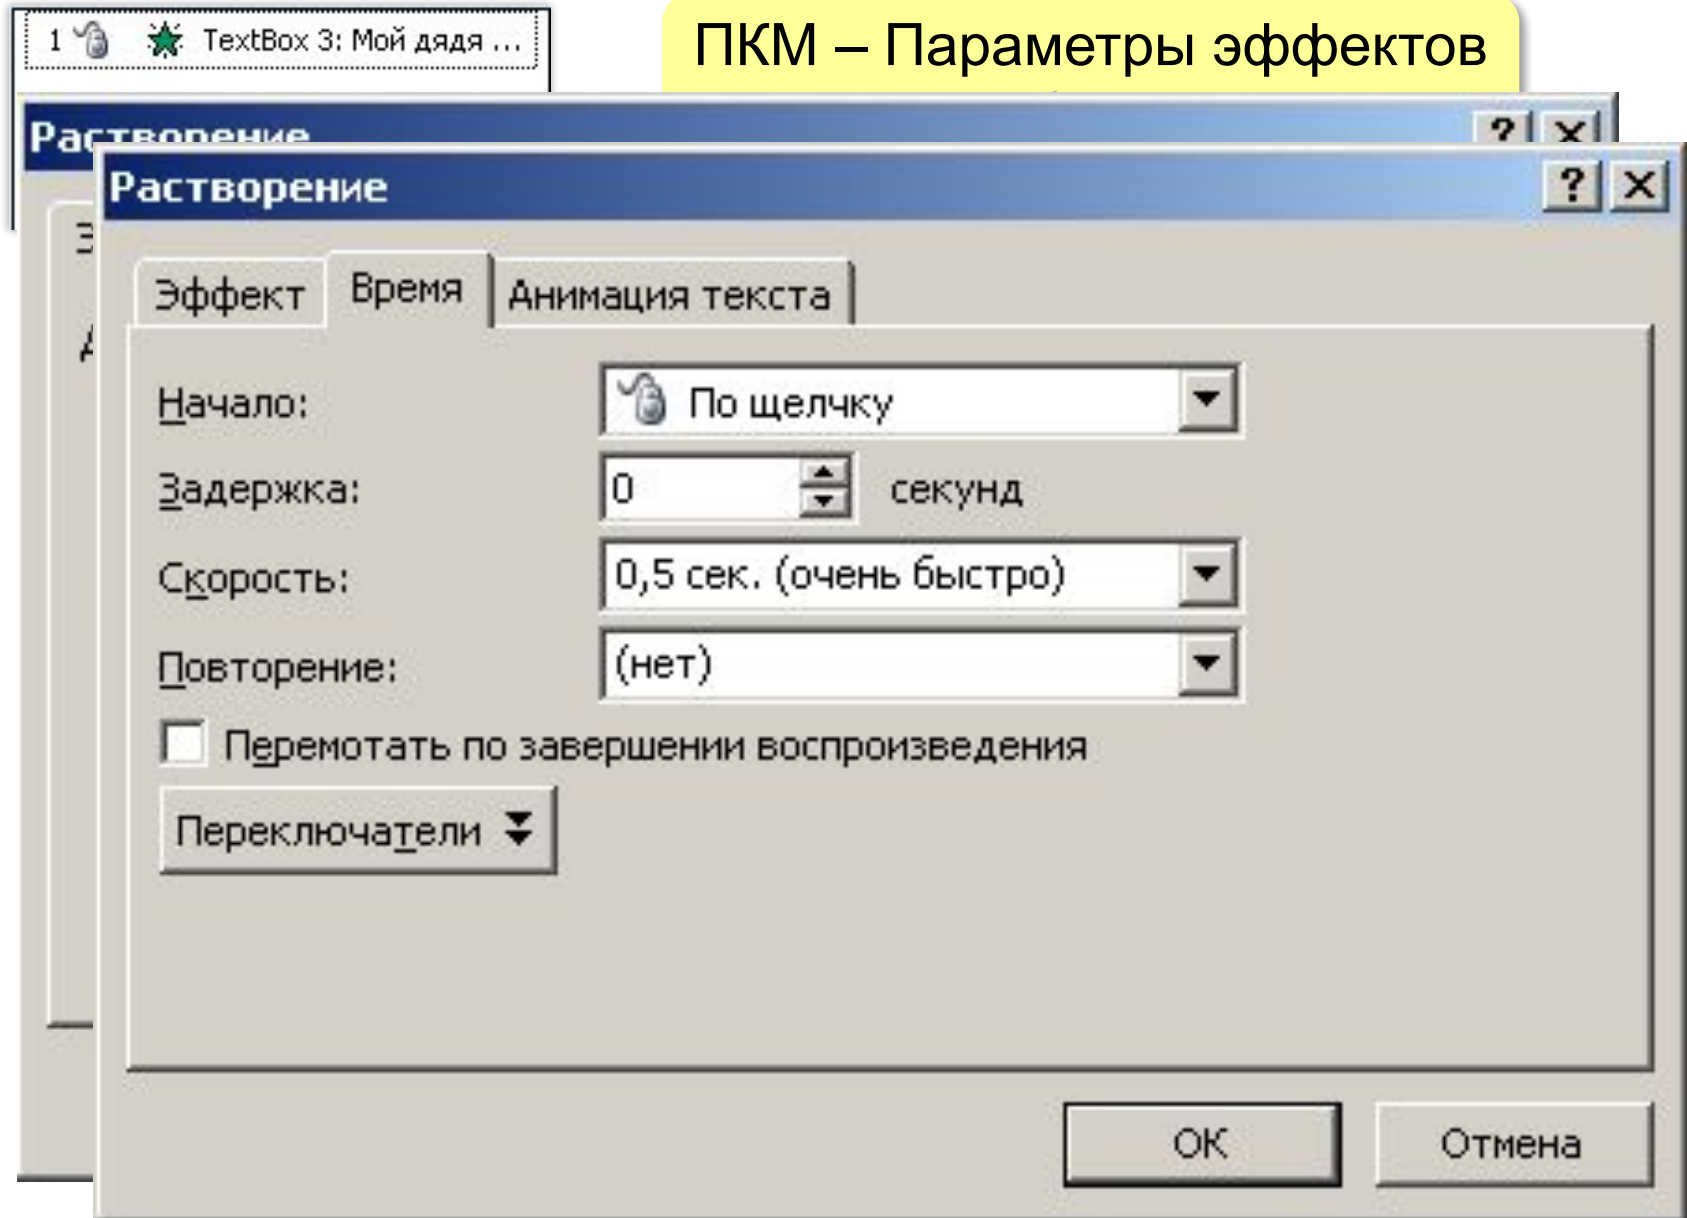 1 TextBox 3: Мой дядя ...
ПКМ – Параметры эффектов
Растворение
Растворение
Эффект Время Анимация текста
Начало: По щелчку
Задержка: 0 секунд
Скорость: 0,5 сек. (очень быстро)
Повторение: (нет)
Перемотать по завершении воспроизведения
Переключатели
ОК Отмена